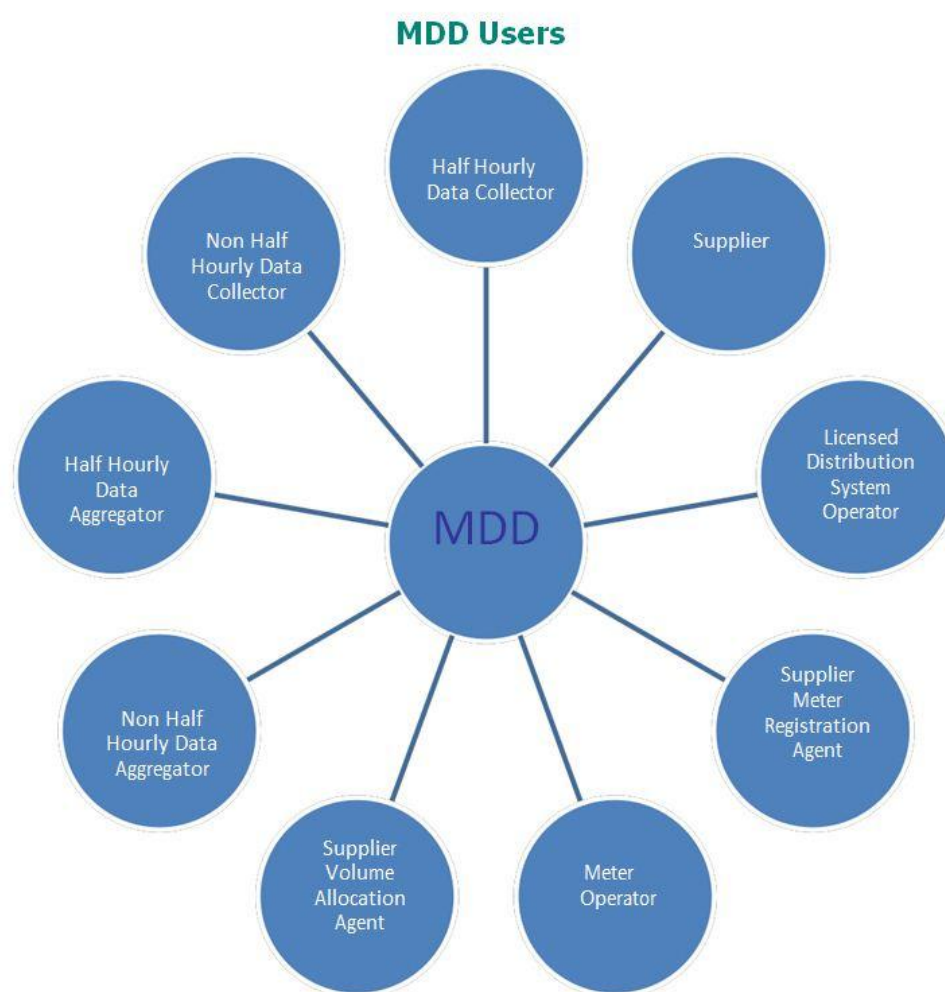 MDD Users
Half Hourly
Data Collector
Supplier
Licensed
Distribution
System
Operator
Supplier
Meter
Registration
Agent
Meter
Operator
Supplier
Volume
Allocation
Agent
Non Half
Hourly Data
Aggregator
Half Hourly
Data
Aggregator
Non Half
Hourly Data
Collector
MDD